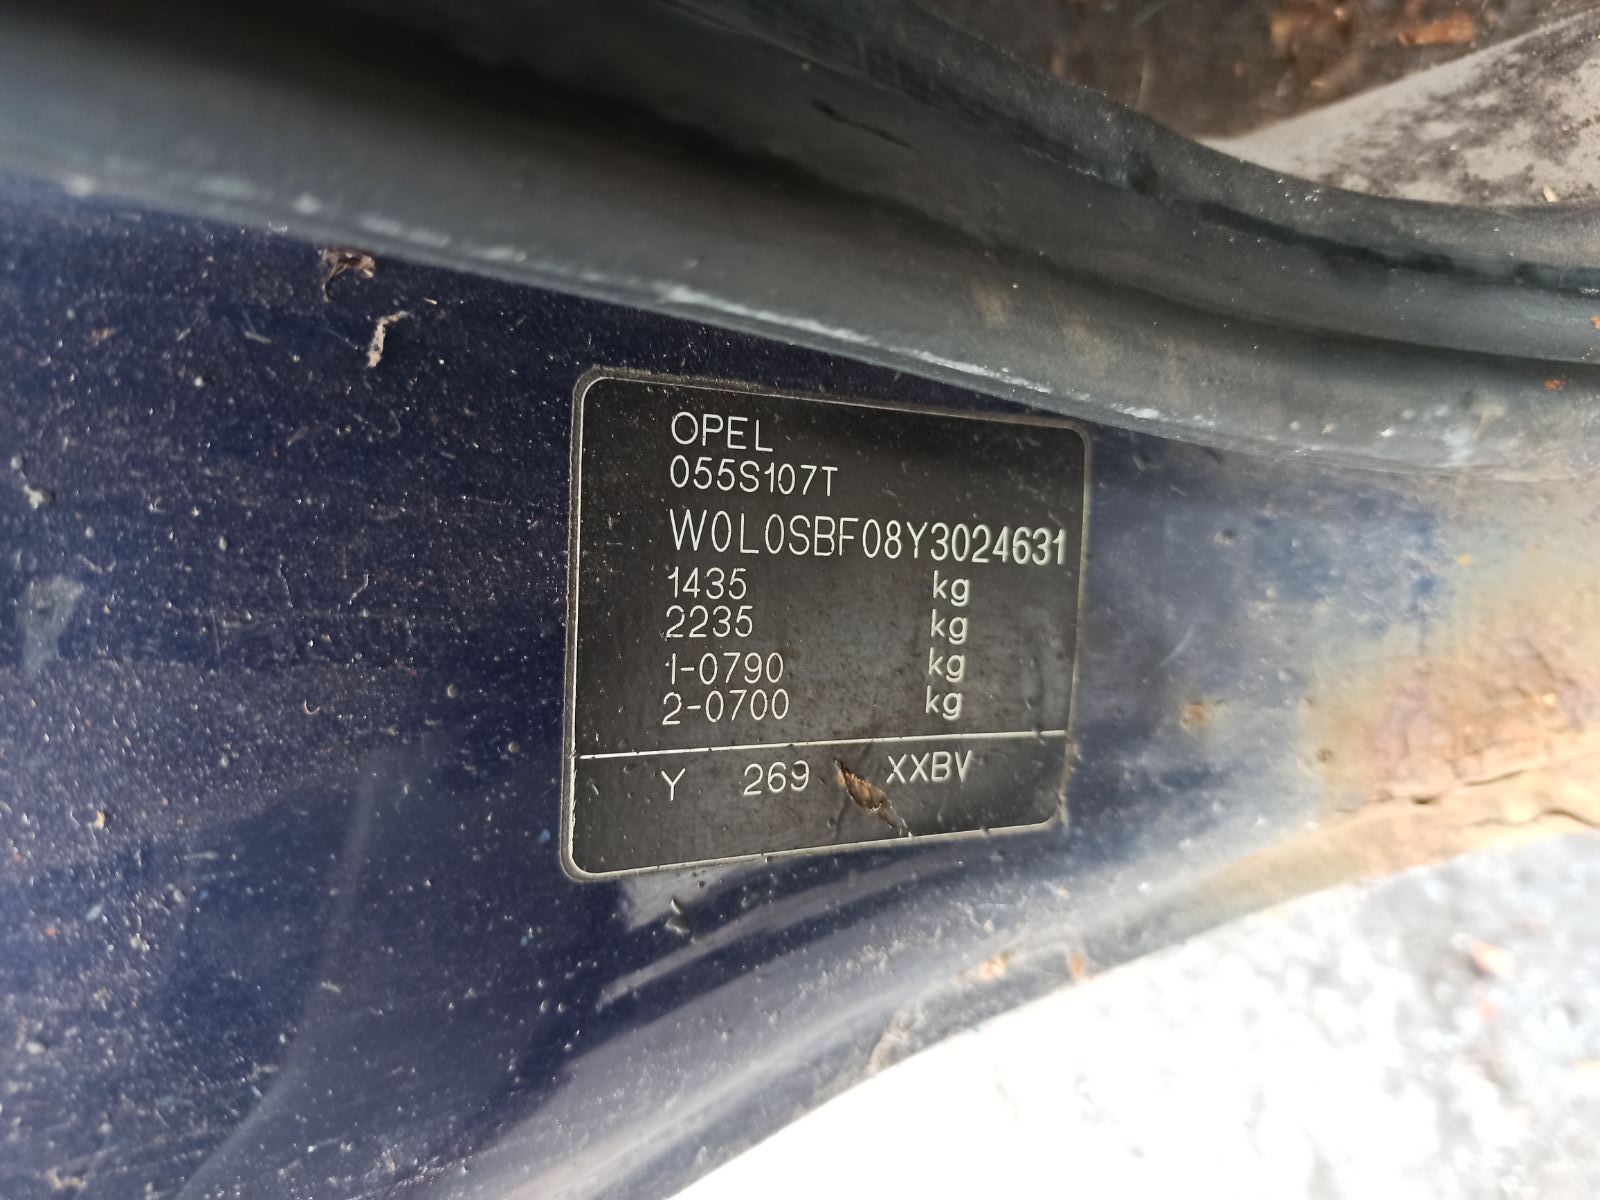 OPEL
055S107T
W0L0SBF08Y3024631
1435 kg
2235 kg
1-0790 kg
2-0700 kg
Y 269 XXBV